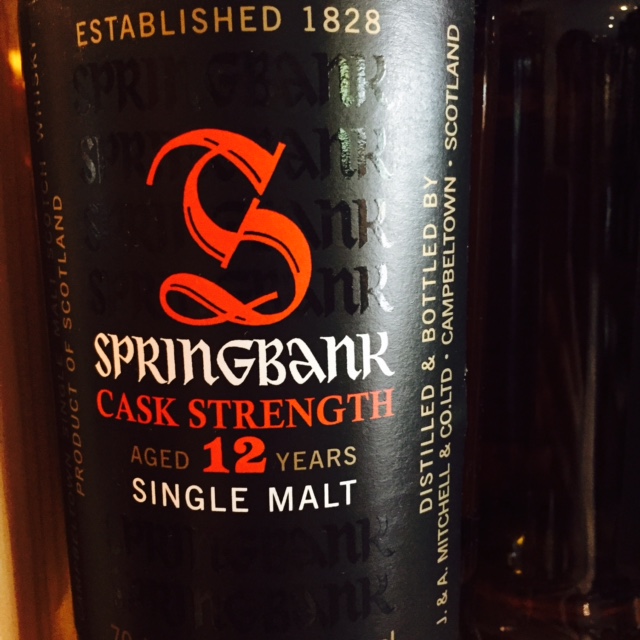 ESTABLISHED 1828
SPRINGBANK
CASK STRENGTH
AGED 12 YEARS
SINGLE MALT
PRODUCT OF SCOTLAND
DISTILLED & BOTTLED BY
J. & A. MITCHELL & CO. LTD · CAMPBELTOWN · SCOTLAND